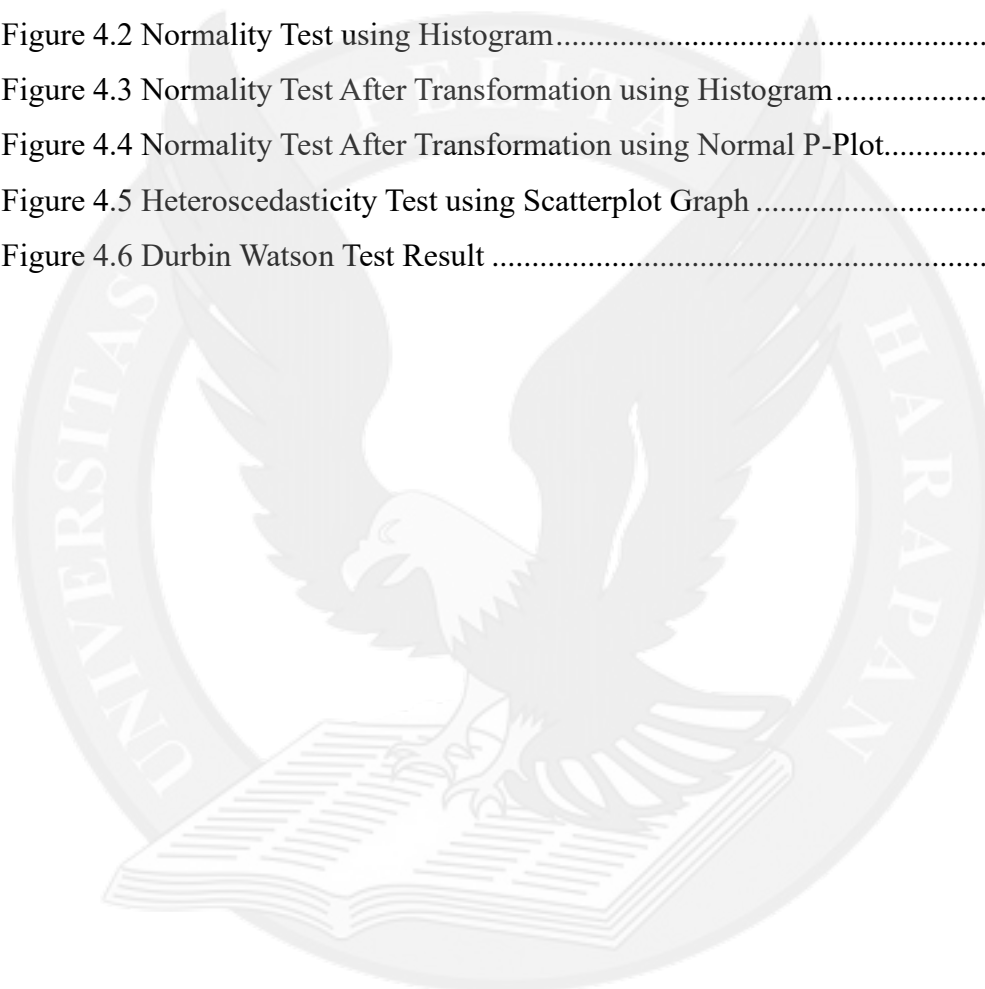 Figure 4.2 Normality Test using Histogram........................................................
Figure 4.3 Normality Test After Transformation using Histogram...................
Figure 4.4 Normality Test After Transformation using Normal P-Plot.............
Figure 4.5 Heteroscedasticity Test using Scatterplot Graph .............................
Figure 4.6 Durbin Watson Test Result ...............................................................
UNIVERSITAS PELITA HARAPAN